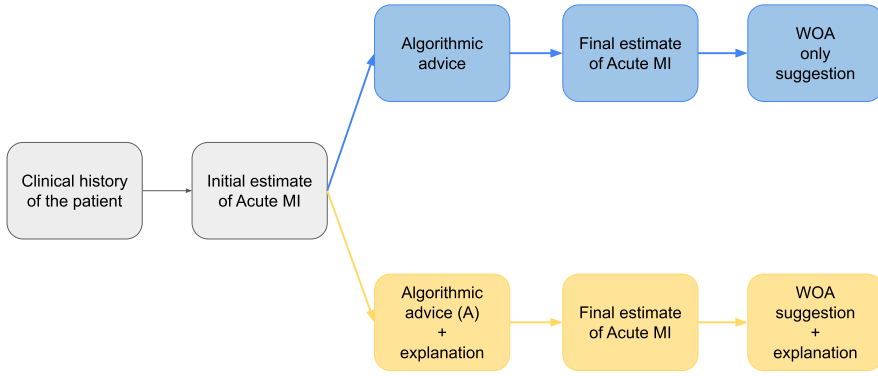 Clinical history
of the patient
Initial estimate
of Acute MI
Algorithmic
advice
Final estimate
of Acute MI
WOA
only
suggestion
Algorithmic
advice (A)
+
explanation
Final estimate
of Acute MI
WOA
suggestion
+
explanation